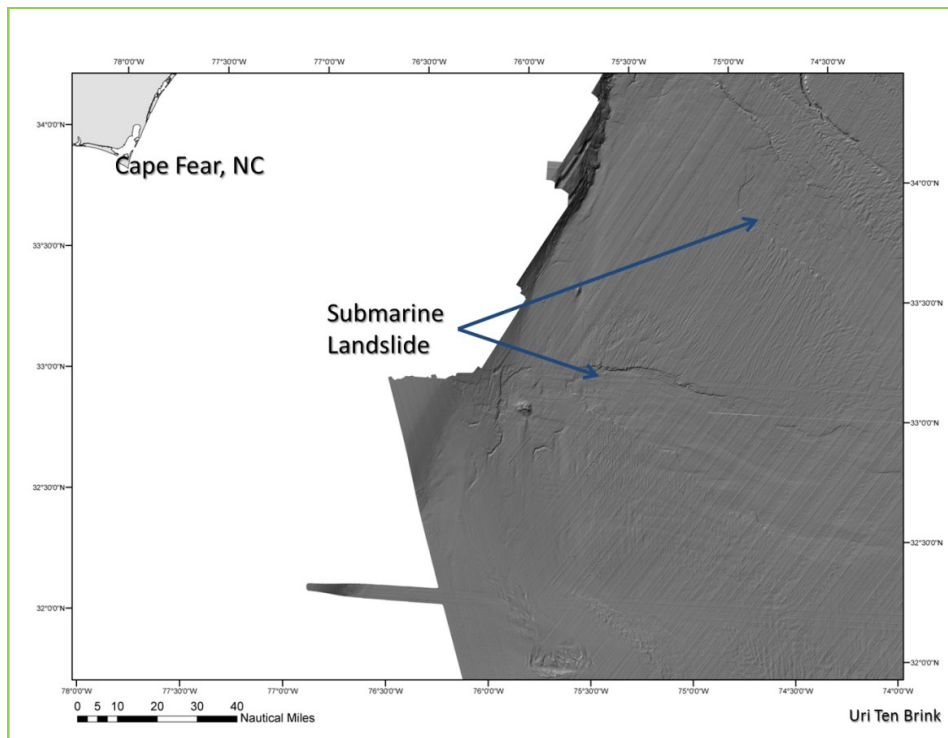 78°0'0"W 77°30'0"W 77°0'0"W 76°30'0"W 76°0'0"W 75°30'0"W 75°0'0"W 74°30'0"W
34°0'0"N
Cape Fear, NC
34°0'0"N
33°30'0"N
33°30'0"N
Submarine
Landslide
33°0'0"N
33°0'0"N
32°30'0"N
32°30'0"N
32°0'0"N
32°0'0"N
78°0'0"W 77°30'0"W 77°0'0"W 76°30'0"W 76°0'0"W 75°30'0"W 75°0'0"W 74°30'0"W 74°0'0"W
0 5 10 20 30 40
Nautical Miles
Uri Ten Brink